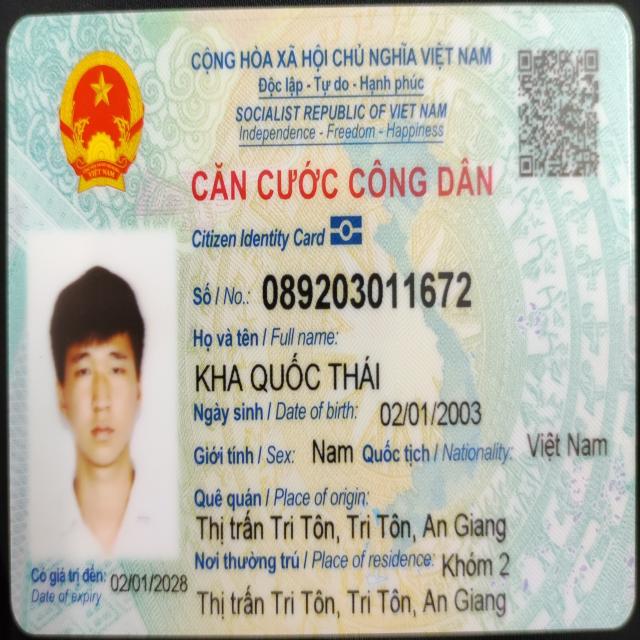 CỘNG HÒA XÃ HỘI CHỦ NGHĨA VIỆT NAM
Độc lập - Tự do - Hạnh phúc
SOCIALIST REPUBLIC OF VIET NAM
Independence - Freedom - Happiness
CĂN CƯỚC CÔNG DÂN
Citizen Identity Card
Số / No.: 089203011672
Họ và tên / Full name:
KHA QUỐC THÁI
Ngày sinh / Date of birth: 02/01/2003
Giới tính / Sex: Nam Quốc tịch / Nationality: Việt Nam
Quê quán / Place of origin:
Thị trấn Tri Tôn, Tri Tôn, An Giang
Nơi thường trú / Place of residence: Khóm 2
Thị trấn Tri Tôn, Tri Tôn, An Giang
Có giá trị đến: 02/01/2028
Date of expiry
VIỆT NAM